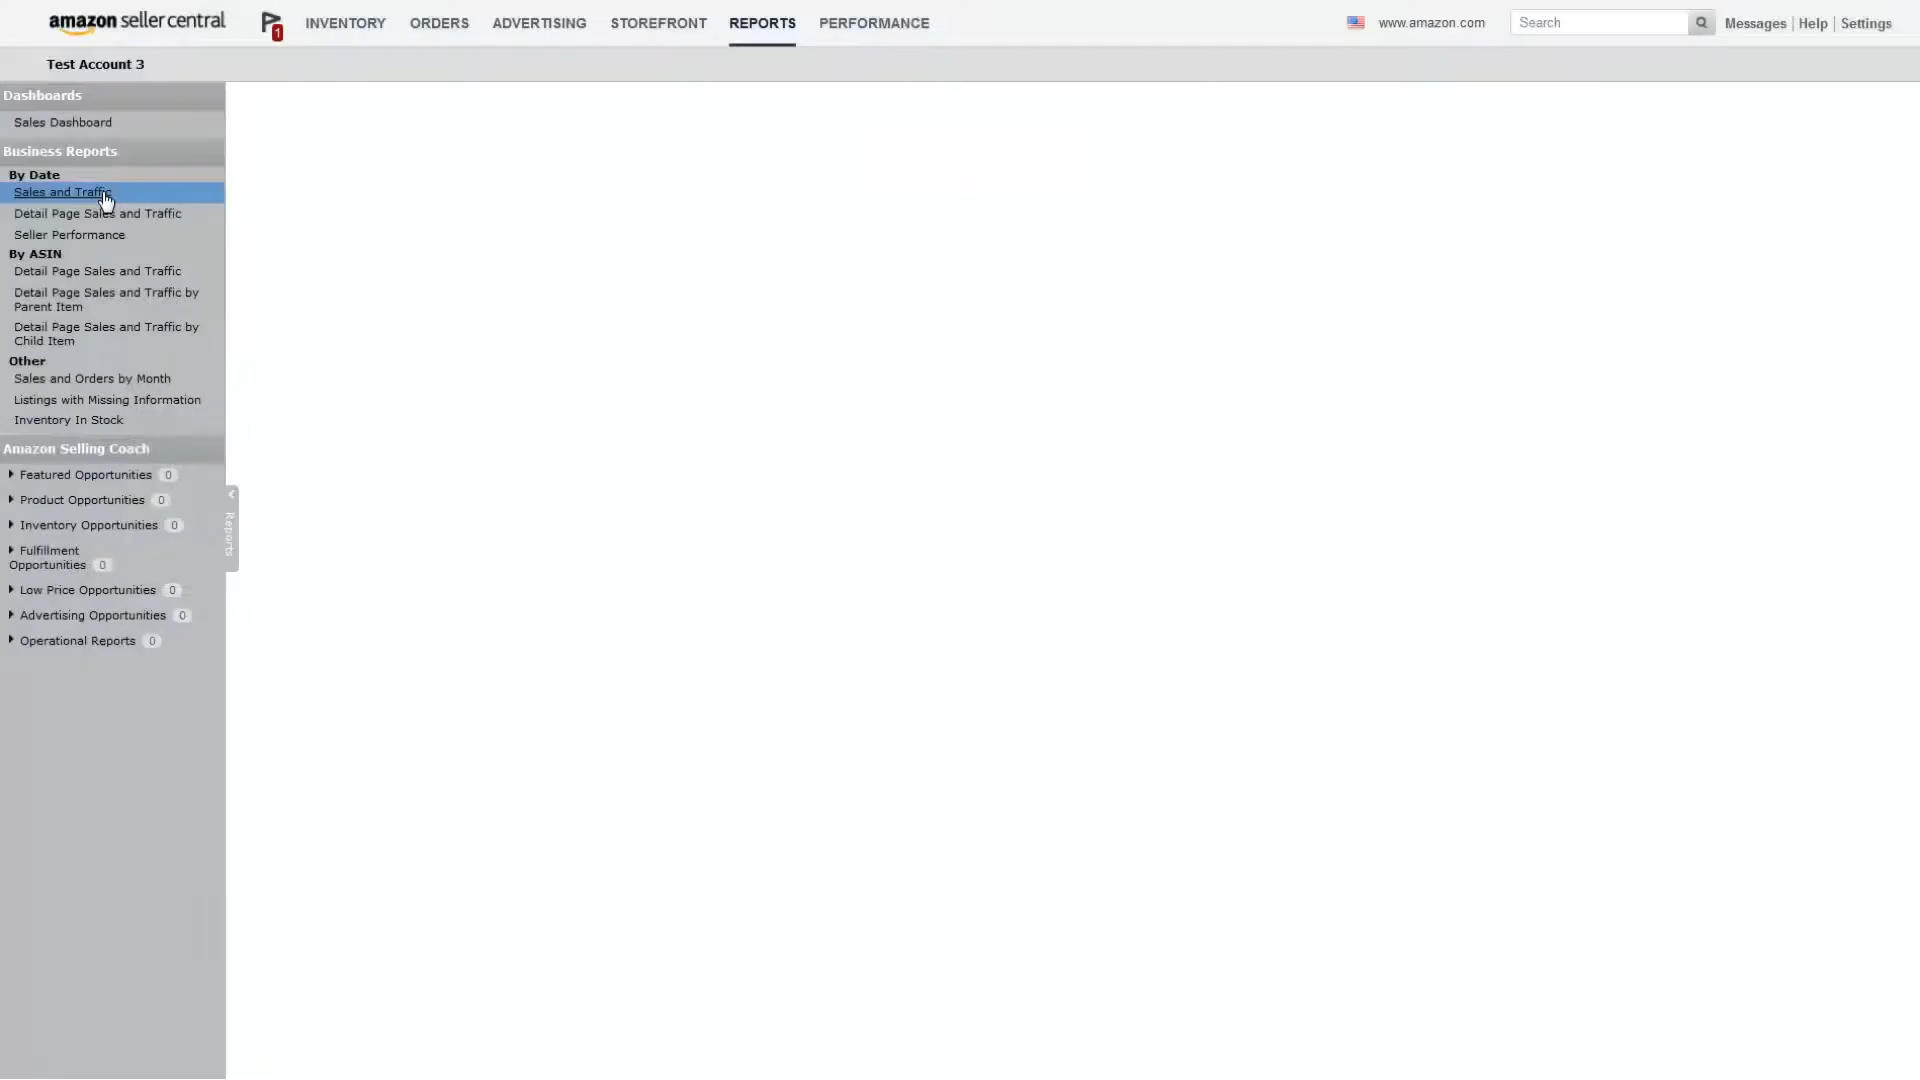 amazon seller central
1
INVENTORY
ORDERS
ADVERTISING
STOREFRONT
REPORTS
PERFORMANCE
www.amazon.com
Search
Messages | Help | Settings
Test Account 3
Dashboards
Sales Dashboard
Business Reports
By Date
Sales and Traffic
Detail Page Sales and Traffic
Seller Performance
By ASIN
Detail Page Sales and Traffic
Detail Page Sales and Traffic by
Parent Item
Detail Page Sales and Traffic by
Child Item
Other
Sales and Orders by Month
Listings with Missing Information
Inventory In Stock
Amazon Selling Coach
Featured Opportunities 0
Product Opportunities 0
Inventory Opportunities 0
Fulfillment
Opportunities 0
Low Price Opportunities 0
Advertising Opportunities 0
Operational Reports 0
Reports